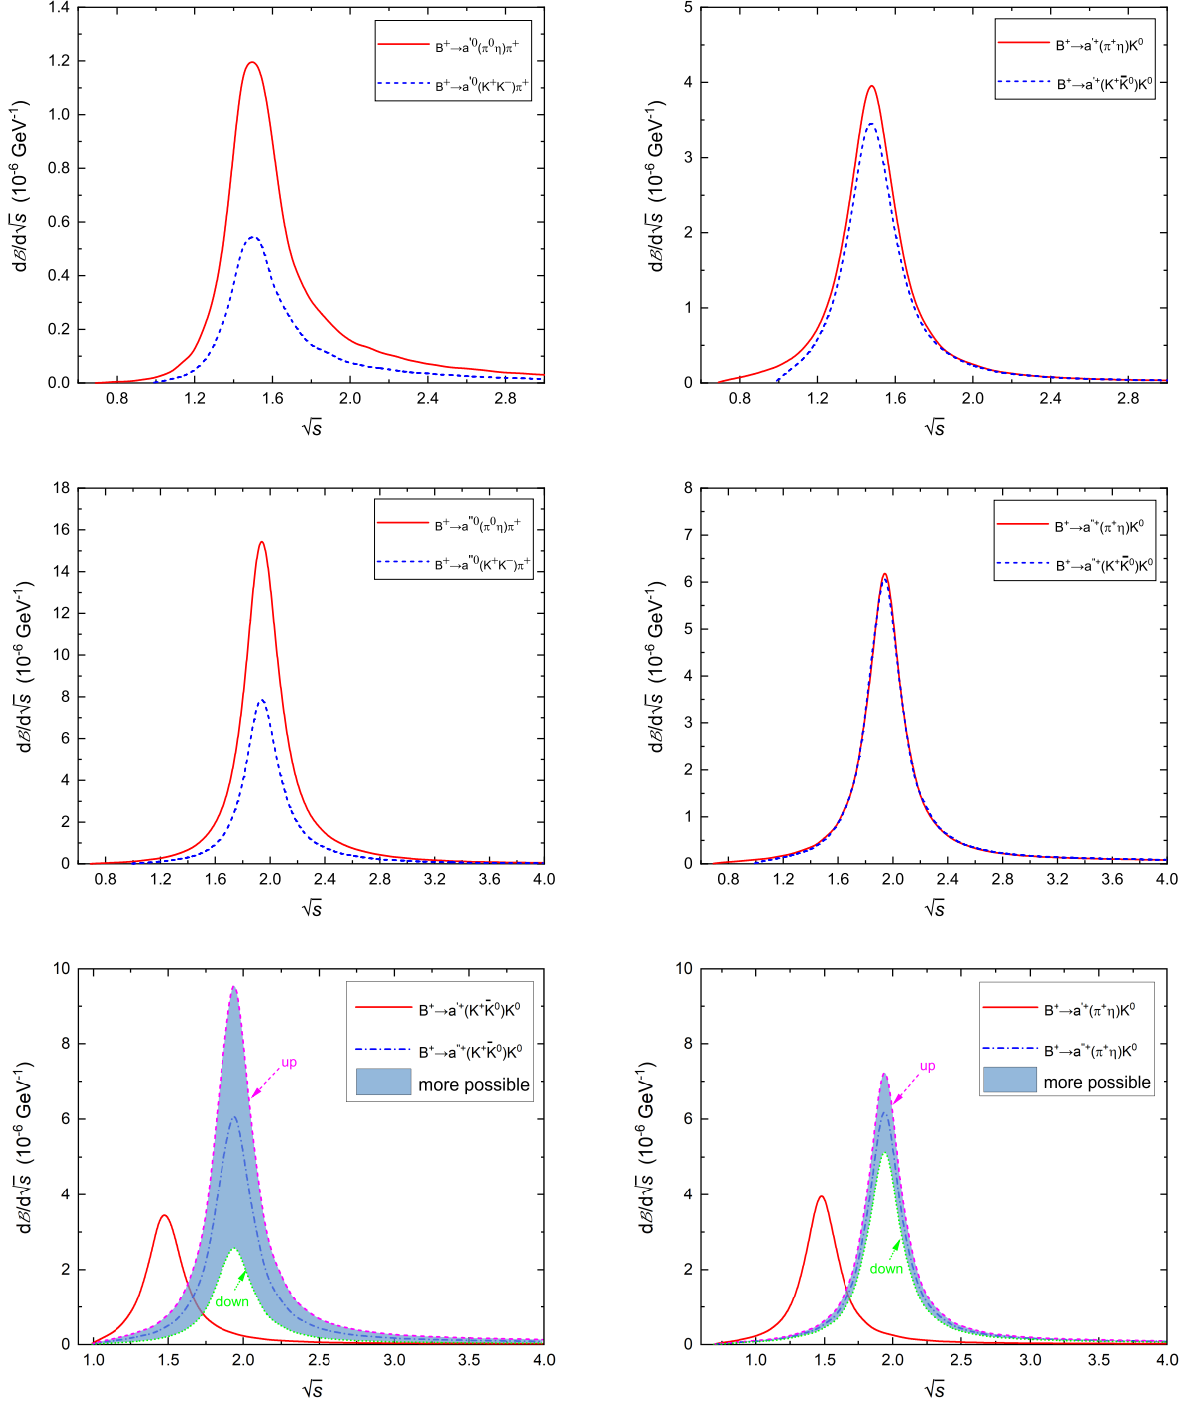 1.4
1.2
1.0
0.8
0.6
0.4
0.2
0.0
0.8 1.2 1.6 2.0 2.4 2.8
dℬ/d√s (10⁻⁶ GeV⁻¹)
√s
B⁺→a'⁰(π⁰η)π⁺
B⁺→a'⁰(K⁺K⁻)π⁺
5
4
3
2
1
0
0.8 1.2 1.6 2.0 2.4 2.8
dℬ/d√s (10⁻⁶ GeV⁻¹)
√s
B⁺→a'⁺(π⁺η)K⁰
B⁺→a'⁺(K⁺K̄⁰)K⁰
18
16
14
12
10
8
6
4
2
0
0.8 1.2 1.6 2.0 2.4 2.8 3.2 3.6 4.0
dℬ/d√s (10⁻⁶ GeV⁻¹)
√s
B⁺→a''⁰(π⁰η)π⁺
B⁺→a''⁰(K⁺K⁻)π⁺
8
7
6
5
4
3
2
1
0
0.8 1.2 1.6 2.0 2.4 2.8 3.2 3.6 4.0
dℬ/d√s (10⁻⁶ GeV⁻¹)
√s
B⁺→a''⁺(π⁺η)K⁰
B⁺→a''⁺(K⁺K̄⁰)K⁰
10
8
6
4
2
0
1.0 1.5 2.0 2.5 3.0 3.5 4.0
dℬ/d√s (10⁻⁶ GeV⁻¹)
√s
B⁺→a'⁺(K⁺K̄⁰)K⁰
B⁺→a''⁺(K⁺K̄⁰)K⁰
more possible
up
down
10
8
6
4
2
0
1.0 1.5 2.0 2.5 3.0 3.5 4.0
dℬ/d√s (10⁻⁶ GeV⁻¹)
√s
B⁺→a'⁺(π⁺η)K⁰
B⁺→a''⁺(π⁺η)K⁰
more possible
up
down